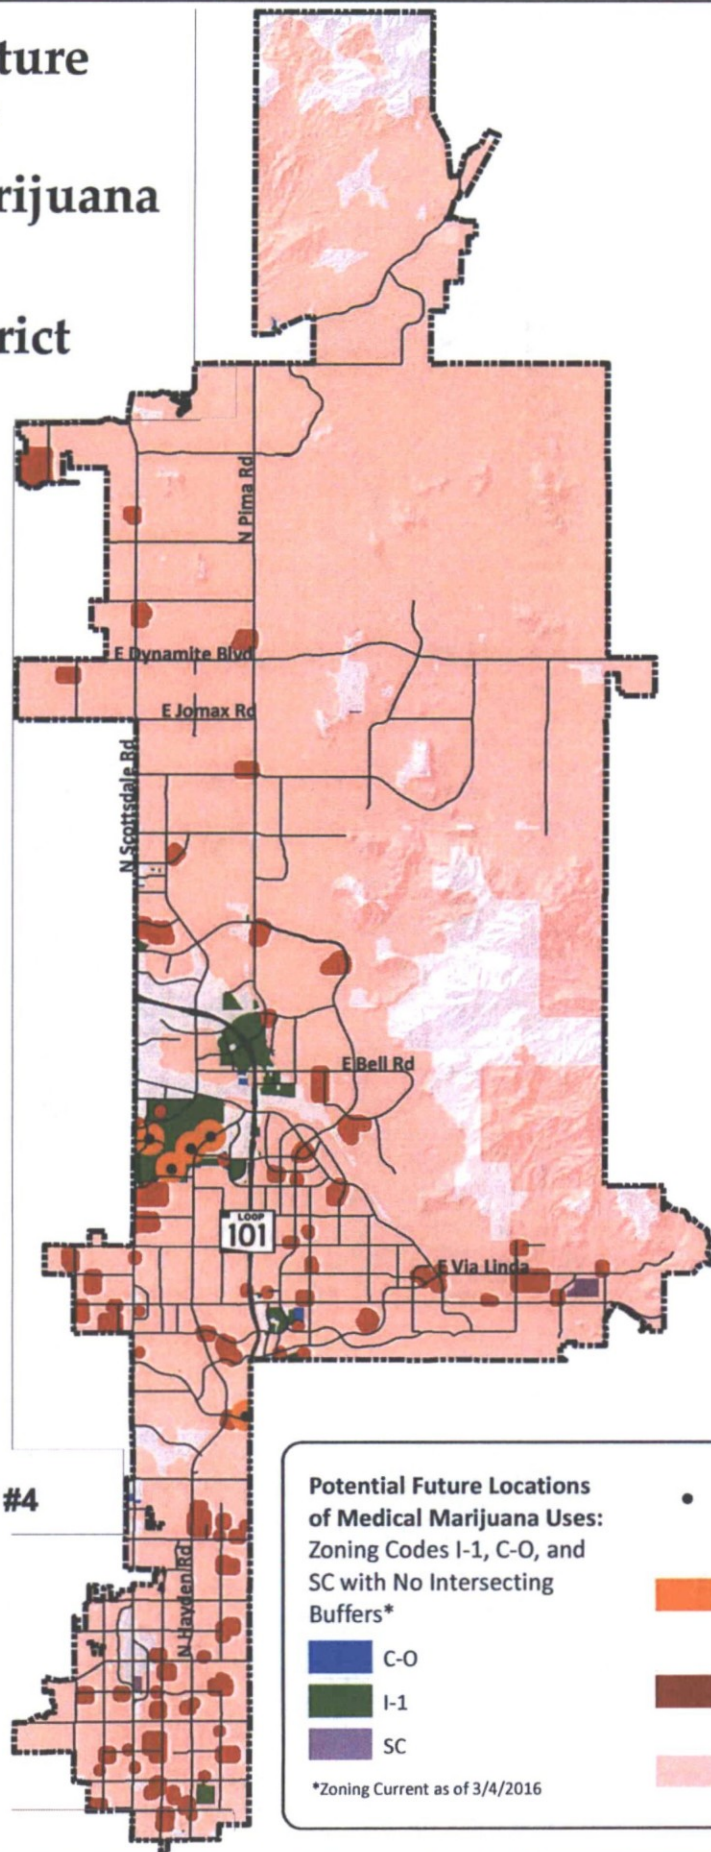 ture
rijuana
rict
N Pima Rd
E Dynamite Blvd
E Jomax Rd
N Scottsdale Rd
E Bell Rd
LOOP
101
E Via Linda
#4
N Hayden Rd
Potential Future Locations
of Medical Marijuana Uses:
Zoning Codes I-1, C-O, and
SC with No Intersecting
Buffers*
C-O
I-1
SC
*Zoning Current as of 3/4/2016